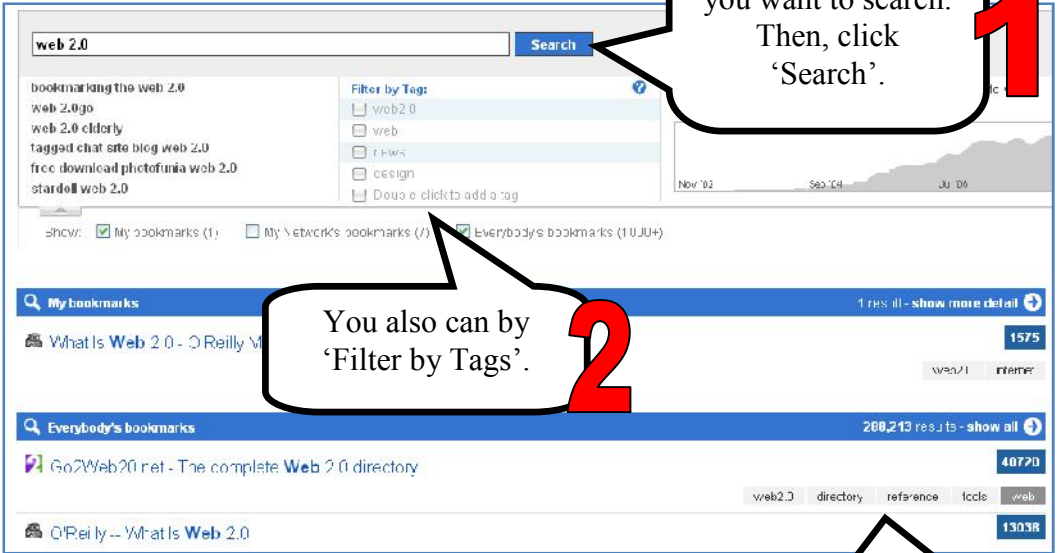 you want to search.
Then, click
‘Search’.
1
web 2.0
Search
bookmarking the web 2.0
web 2.0go
web 2.0 elderly
tagged chat site blog web 2.0
free download photofunia web 2.0
stardoll web 2.0
Filter by Tag:
web2.0
web
news
design
Double-click to add a tag
Nov '02
Sep '04
Jul '06
Show: My bookmarks (1) My Network's bookmarks (7) Everybody's bookmarks (1000+)
My bookmarks
1 result - show more detail
What Is Web 2.0 - O'Reilly M
1575
web2.0 internet
You also can by
‘Filter by Tags’.
2
Everybody's bookmarks
288,213 results - show all
Go2Web20.net - The complete Web 2.0 directory
40720
web2.0 directory reference tools web
O'Reilly -- What Is Web 2.0
13038